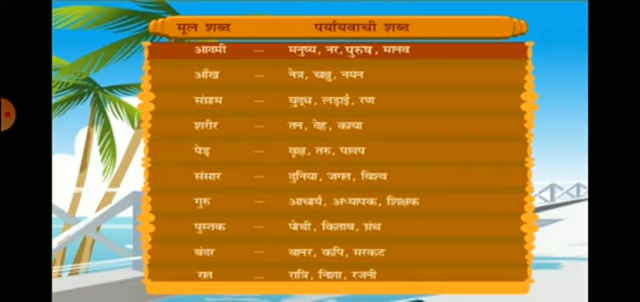 मूल शब्द पर्यायवाची शब्द
आदमी – मनुष्य, नर, पुरुष, मानव
आँख – नेत्र, चक्षु, नयन
संग्राम – युद्ध, लड़ाई, रण
शरीर – तन, देह, काया
पेड़ – वृक्ष, तरु, पादप
संसार – दुनिया, जगत, विश्व
गुरु – आचार्य, अध्यापक, शिक्षक
पुस्तक – पोथी, किताब, ग्रंथ
बंदर – वानर, कपि, मरकट
रात – रात्रि, निशा, रजनी